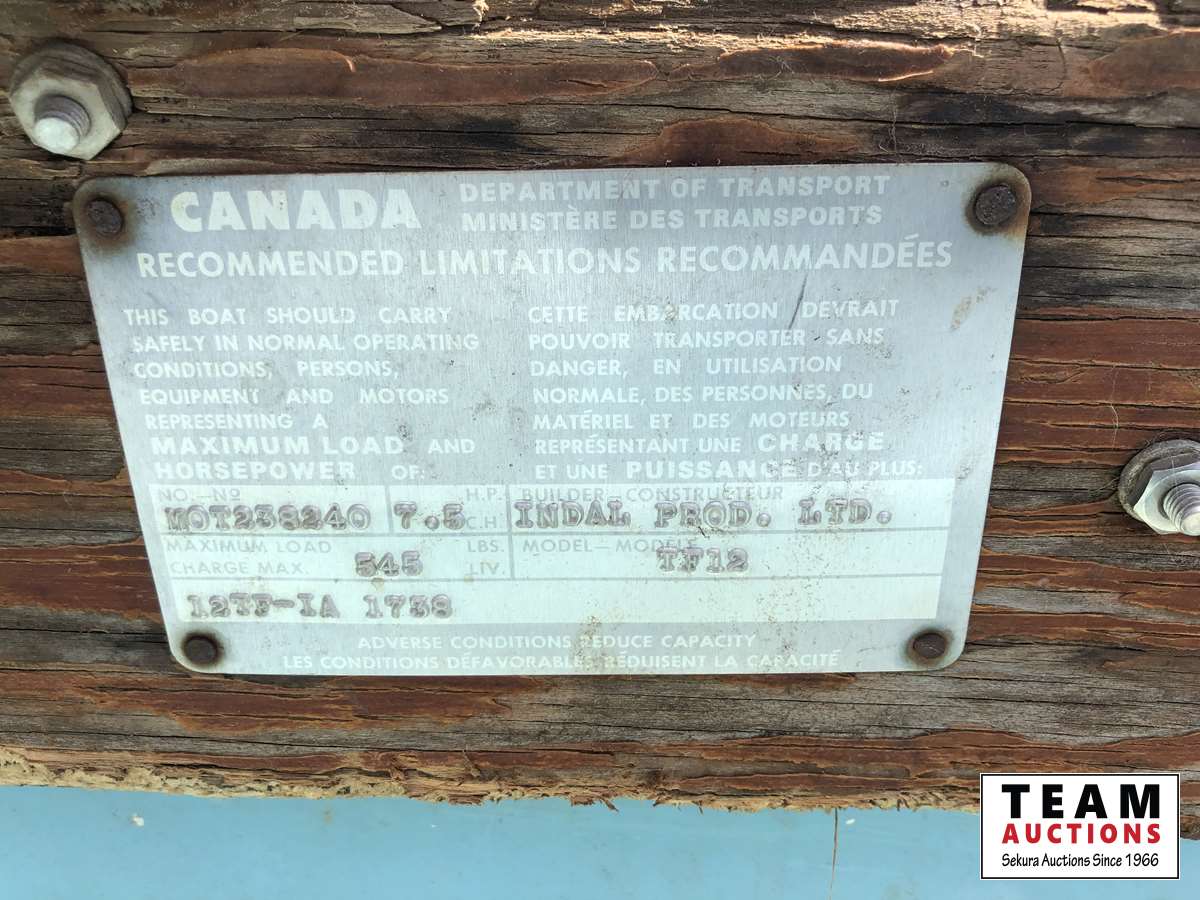 CANADA
DEPARTMENT OF TRANSPORT
MINISTÈRE DES TRANSPORTS
RECOMMENDED LIMITATIONS RECOMMANDÉES
THIS BOAT SHOULD CARRY
SAFELY IN NORMAL OPERATING
CONDITIONS, PERSONS,
EQUIPMENT AND MOTORS
REPRESENTING A
MAXIMUM LOAD AND
HORSEPOWER OF:
CETTE EMBARCATION DEVRAIT
POUVOIR TRANSPORTER SANS
DANGER, EN UTILISATION
NORMALE, DES PERSONNES, DU
MATÉRIEL ET DES MOTEURS
REPRÉSENTANT UNE CHARGE
ET UNE PUISSANCE D'AU PLUS:
NO.—Nº
MOT238240
7.5 H.P.
C.H.
BUILDER—CONSTRUCTEUR
INDAL PROD. LTD.
MAXIMUM LOAD LBS.
CHARGE MAX. 545 LIV.
MODEL—MODÈLE
TF12
12TF-IA 1738
ADVERSE CONDITIONS REDUCE CAPACITY
LES CONDITIONS DÉFAVORABLES RÉDUISENT LA CAPACITÉ
TEAM
AUCTIONS
Sekura Auctions Since 1966